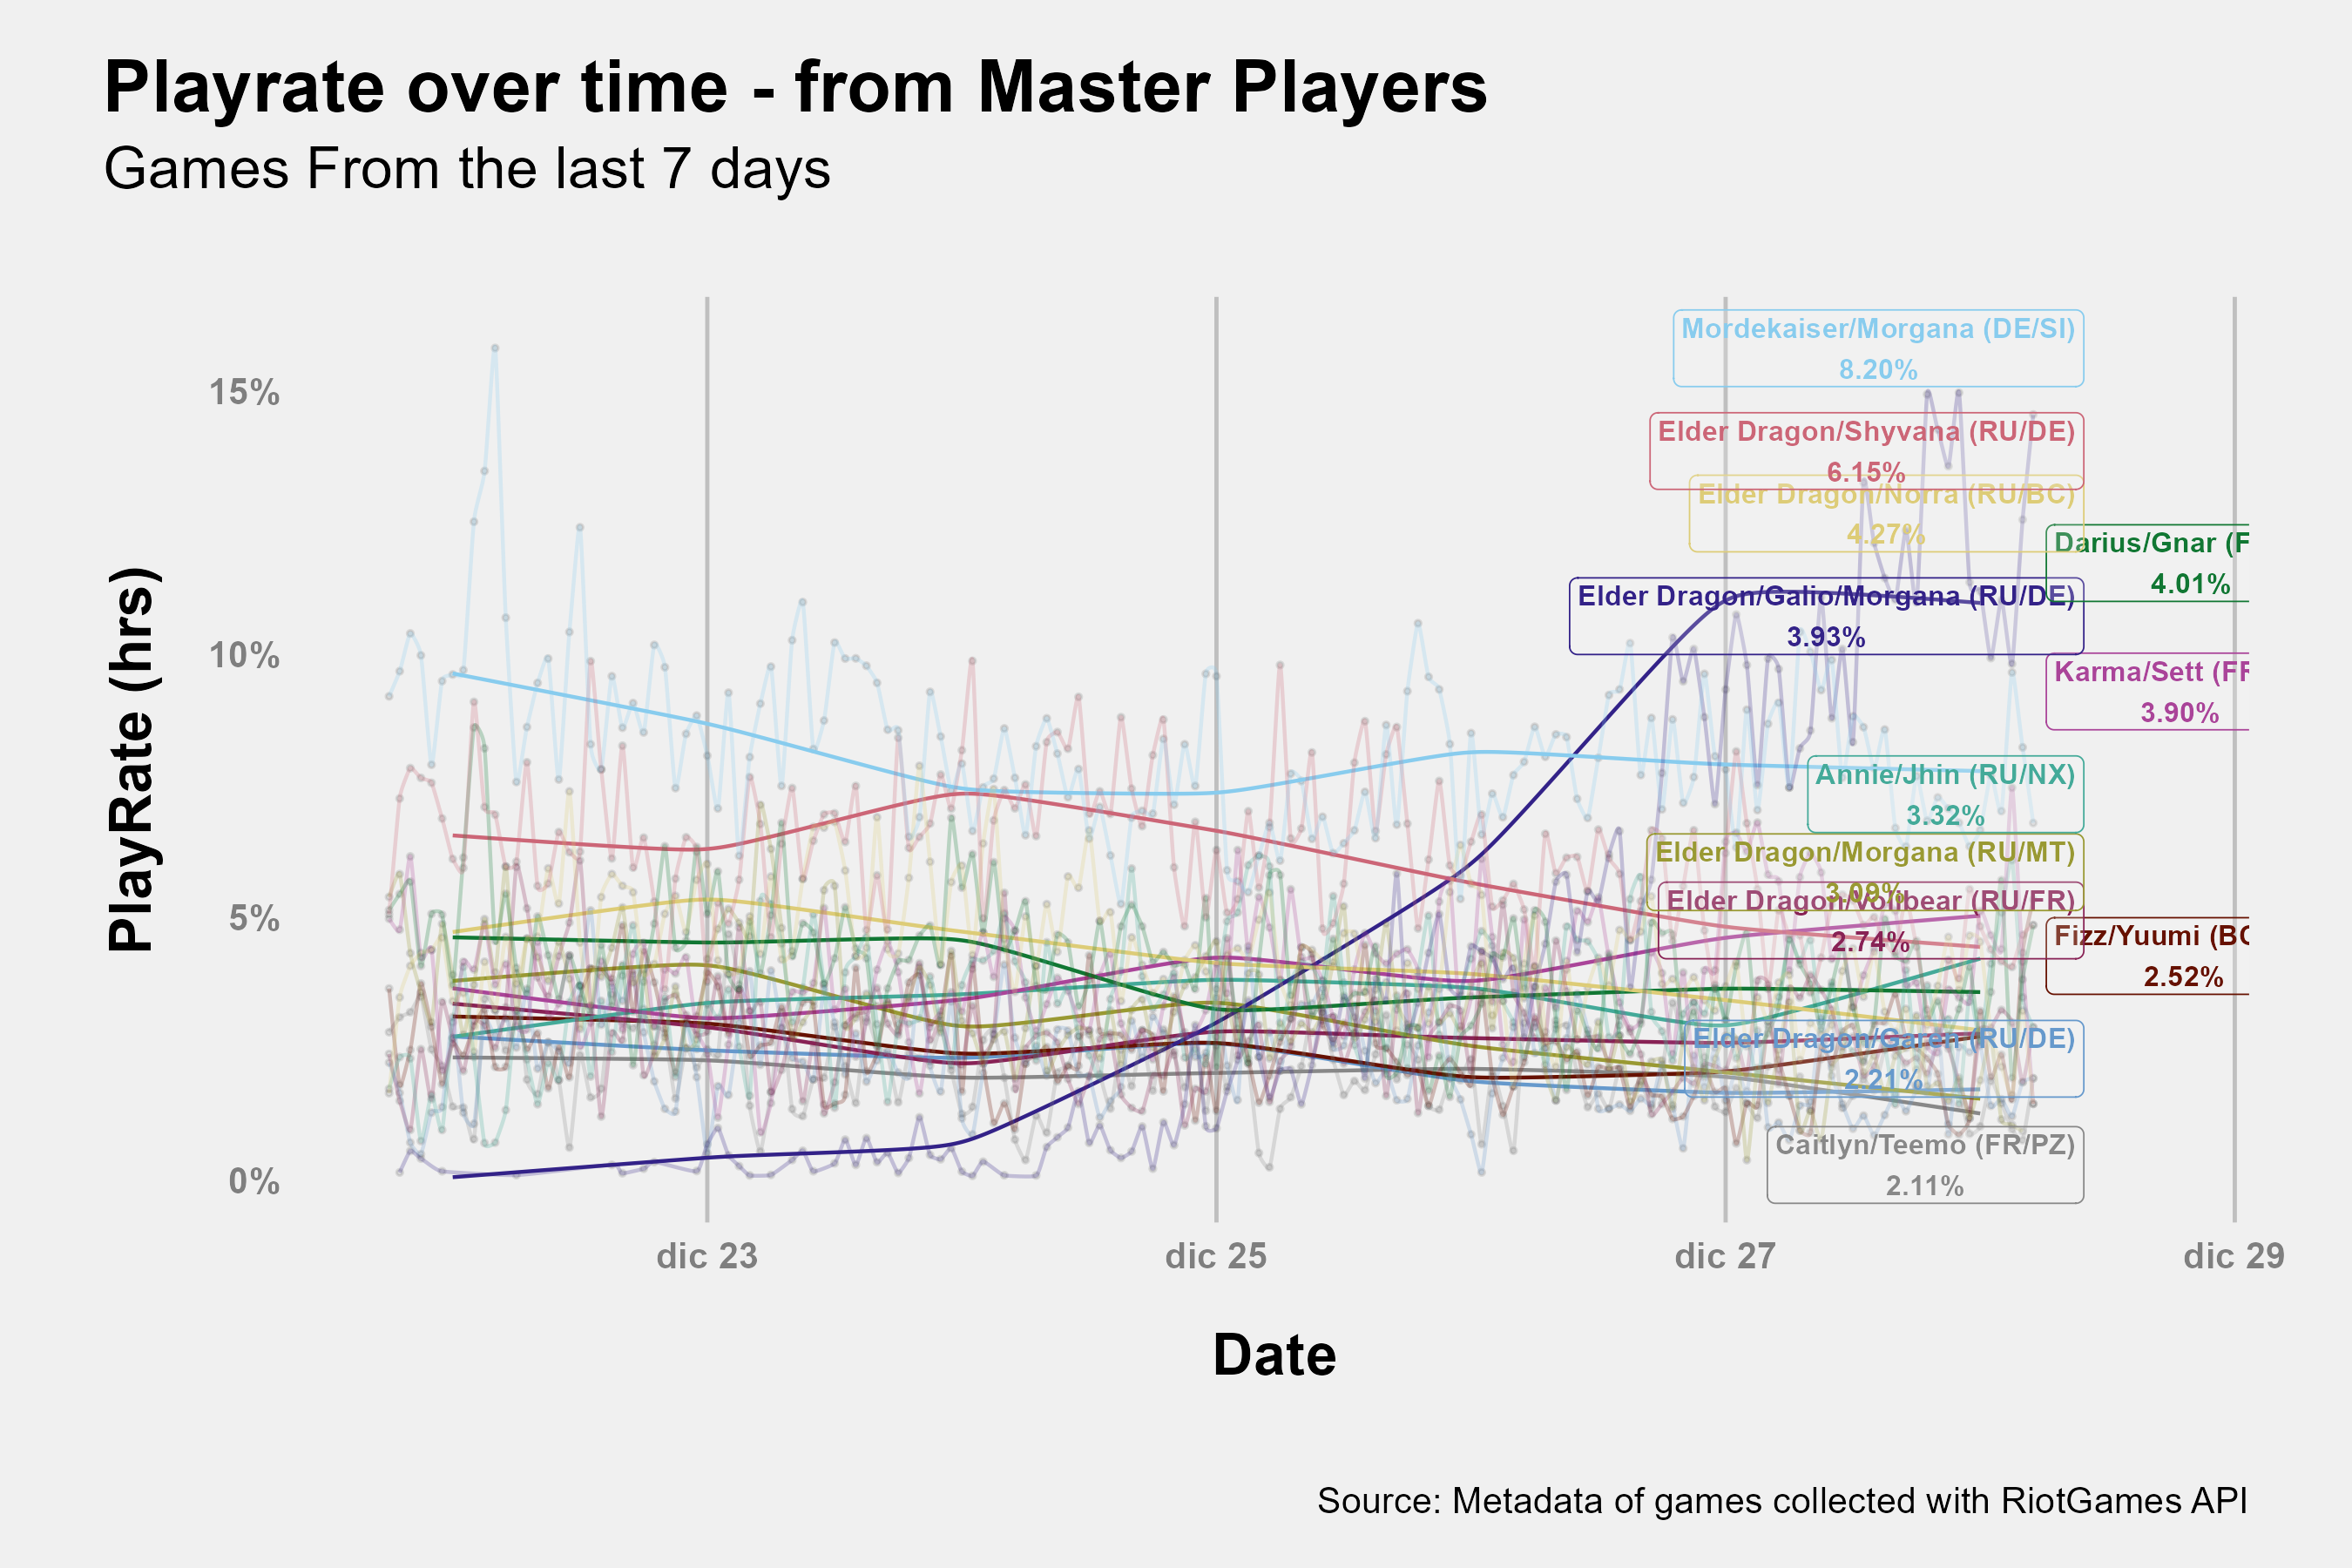 Playrate over time - from Master Players
Games From the last 7 days
PlayRate (hrs)
15%
10%
5%
0%
Mordekaiser/Morgana (DE/SI)
8.20%
Elder Dragon/Shyvana (RU/DE)
6.15%
Elder Dragon/Norra (RU/BC)
4.27%
Darius/Gnar (F
4.01%
Elder Dragon/Galio/Morgana (RU/DE)
3.93%
Karma/Sett (FR
3.90%
Annie/Jhin (RU/NX)
3.32%
Elder Dragon/Morgana (RU/MT)
3.09%
Elder Dragon/Volibear (RU/FR)
2.74%
Fizz/Yuumi (BC
2.52%
Elder Dragon/Garen (RU/DE)
2.21%
Caitlyn/Teemo (FR/PZ)
2.11%
dic 23
dic 25
dic 27
dic 29
Date
Source: Metadata of games collected with RiotGames API